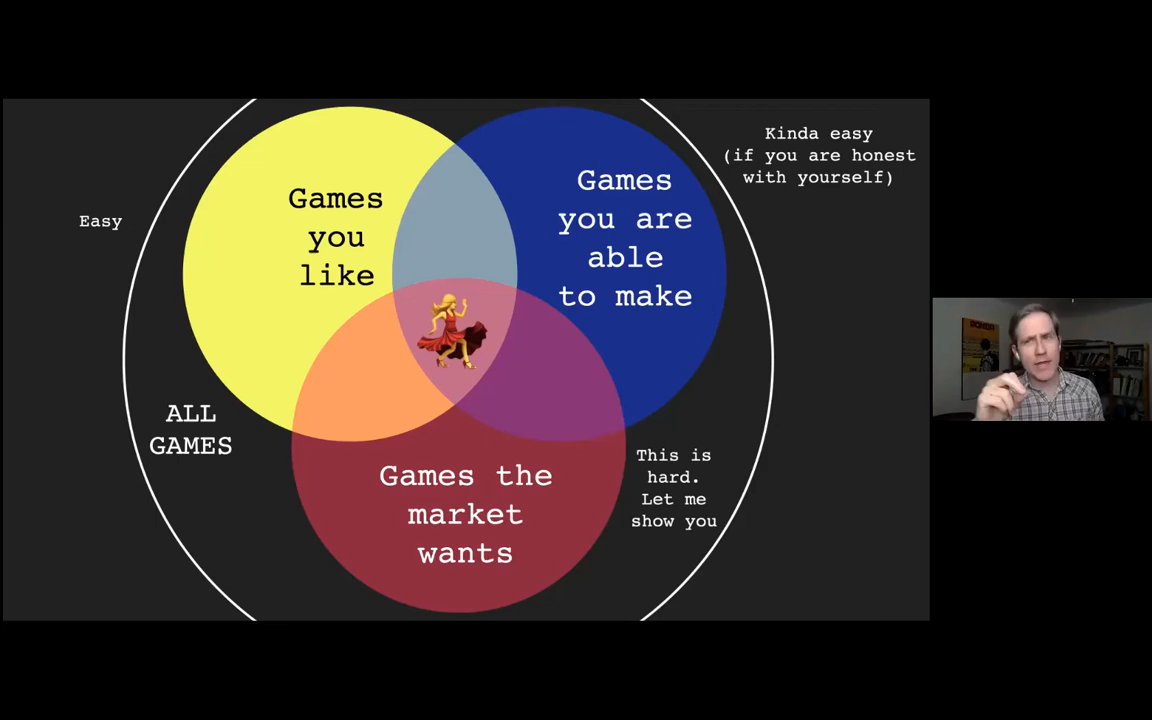 Kinda easy
(if you are honest
with yourself)
Easy
Games
you
like
Games
you are
able
to make
ALL
GAMES
Games the
market
wants
This is
hard.
Let me
show you